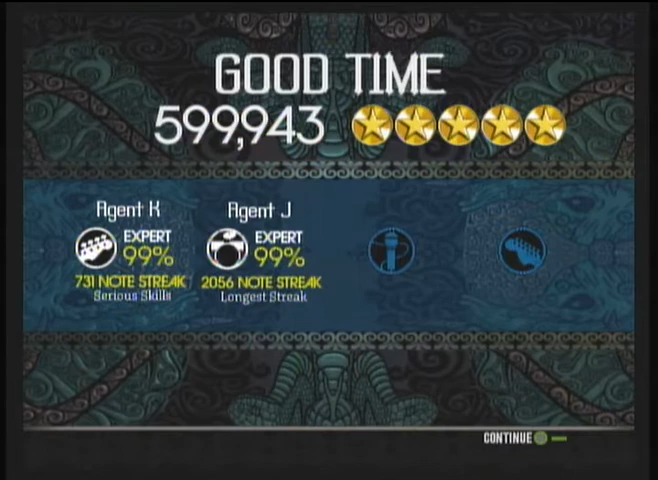 GOOD TIME
599,943
Agent K
EXPERT
99%
731 NOTE STREAK
Serious Skills
Agent J
EXPERT
99%
2056 NOTE STREAK
Longest Streak
CONTINUE